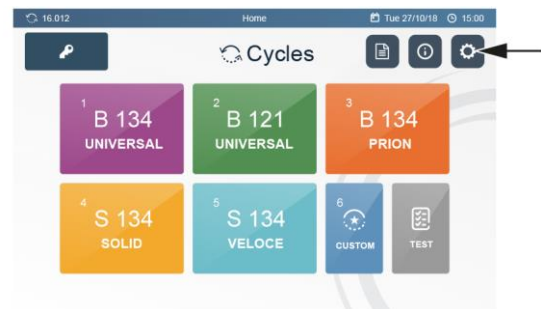 16.012 Home Tue 27/10/18 15:00
Cycles
1
B 134
UNIVERSAL
2
B 121
UNIVERSAL
3
B 134
PRION
4
S 134
SOLID
5
S 134
VELOCE
6
CUSTOM
TEST